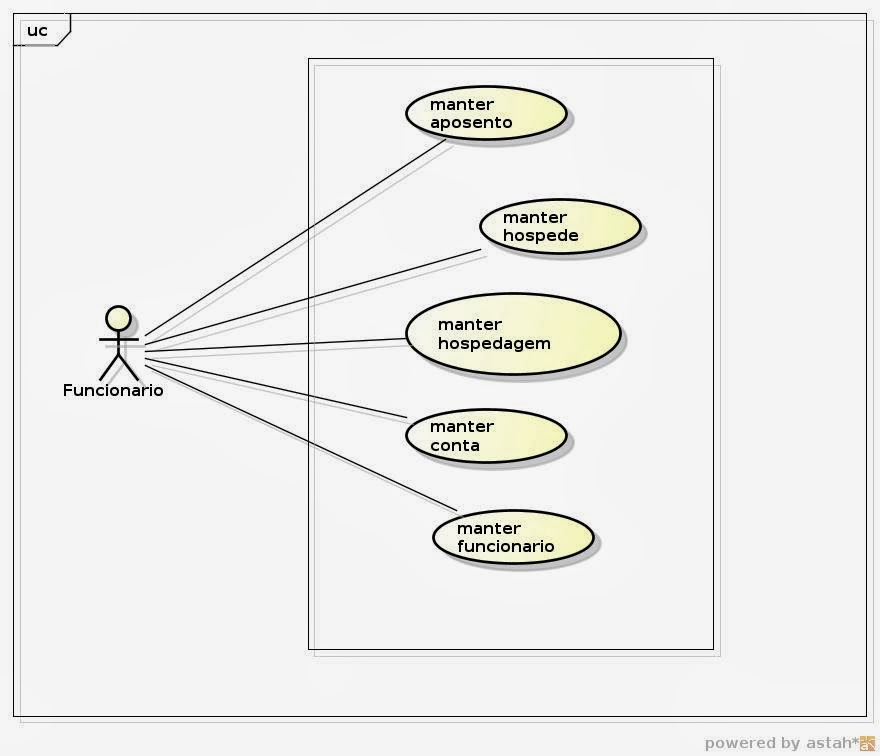 uc
manter
aposento
manter
hospede
manter
hospedagem
Funcionario
manter
conta
manter
funcionario
powered by astah*